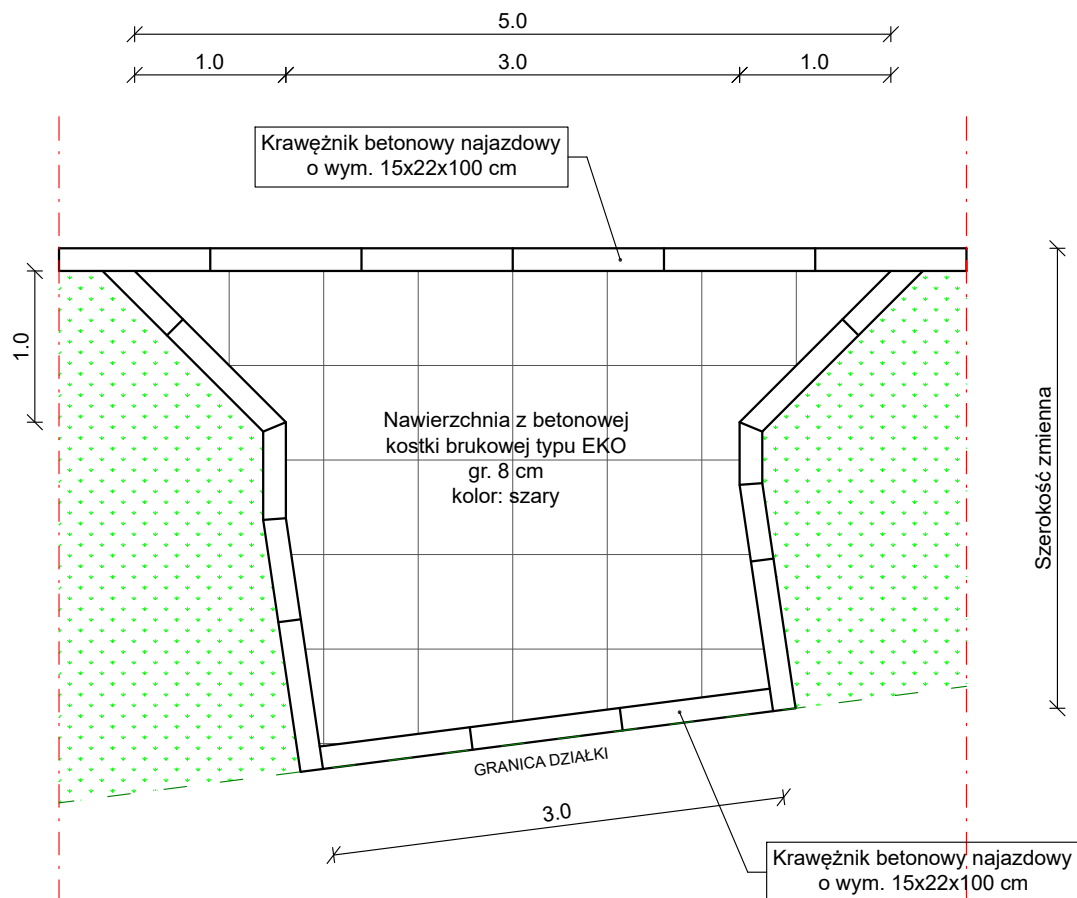 5.0
1.0
3.0
1.0
Krawężnik betonowy najazdowy
o wym. 15x22x100 cm
1.0
Nawierzchnia z betonowej
kostki brukowej typu EKO
gr. 8 cm
kolor: szary
Szerokość zmienna
GRANICA DZIAŁKI
3.0
Krawężnik betonowy najazdowy
o wym. 15x22x100 cm